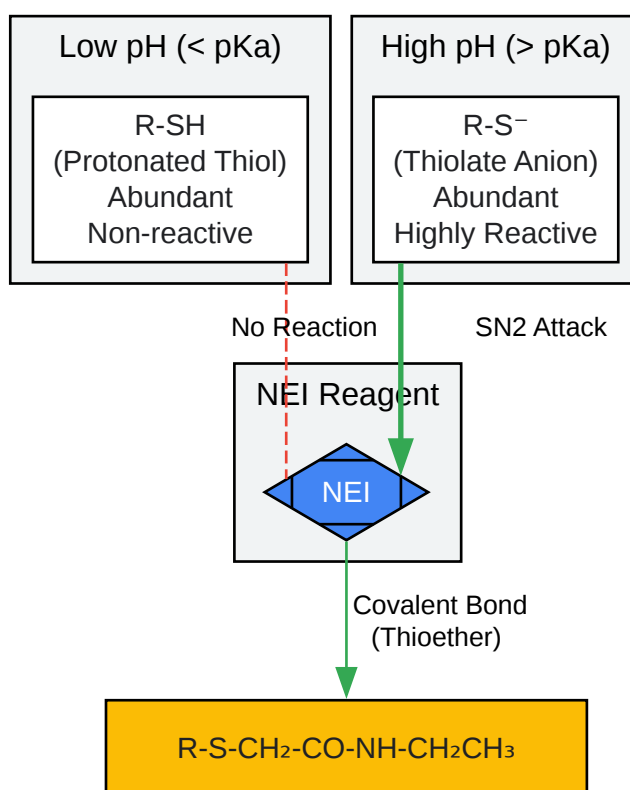 Low pH (< pKa)
R-SH
(Protonated Thiol)
Abundant
Non-reactive
High pH (> pKa)
R-S⁻
(Thiolate Anion)
Abundant
Highly Reactive
No Reaction
SN2 Attack
NEI Reagent
NEI
Covalent Bond
(Thioether)
R-S-CH₂-CO-NH-CH₂CH₃